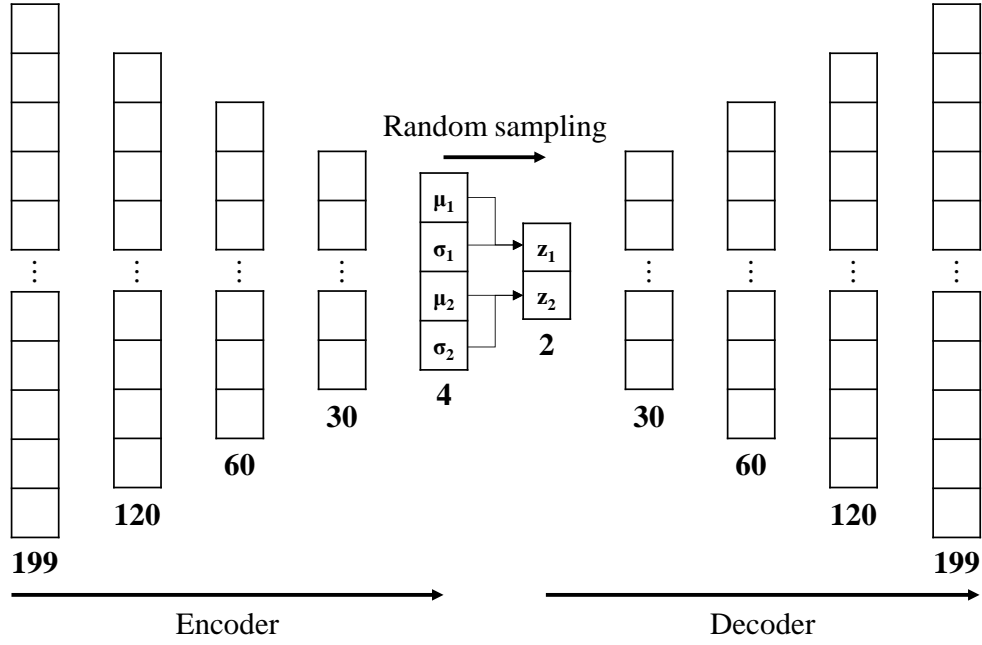 Random sampling
μ1
σ1
μ2
σ2
z1
z2
2
4
30
30
60
60
120
120
199
199
Encoder
Decoder